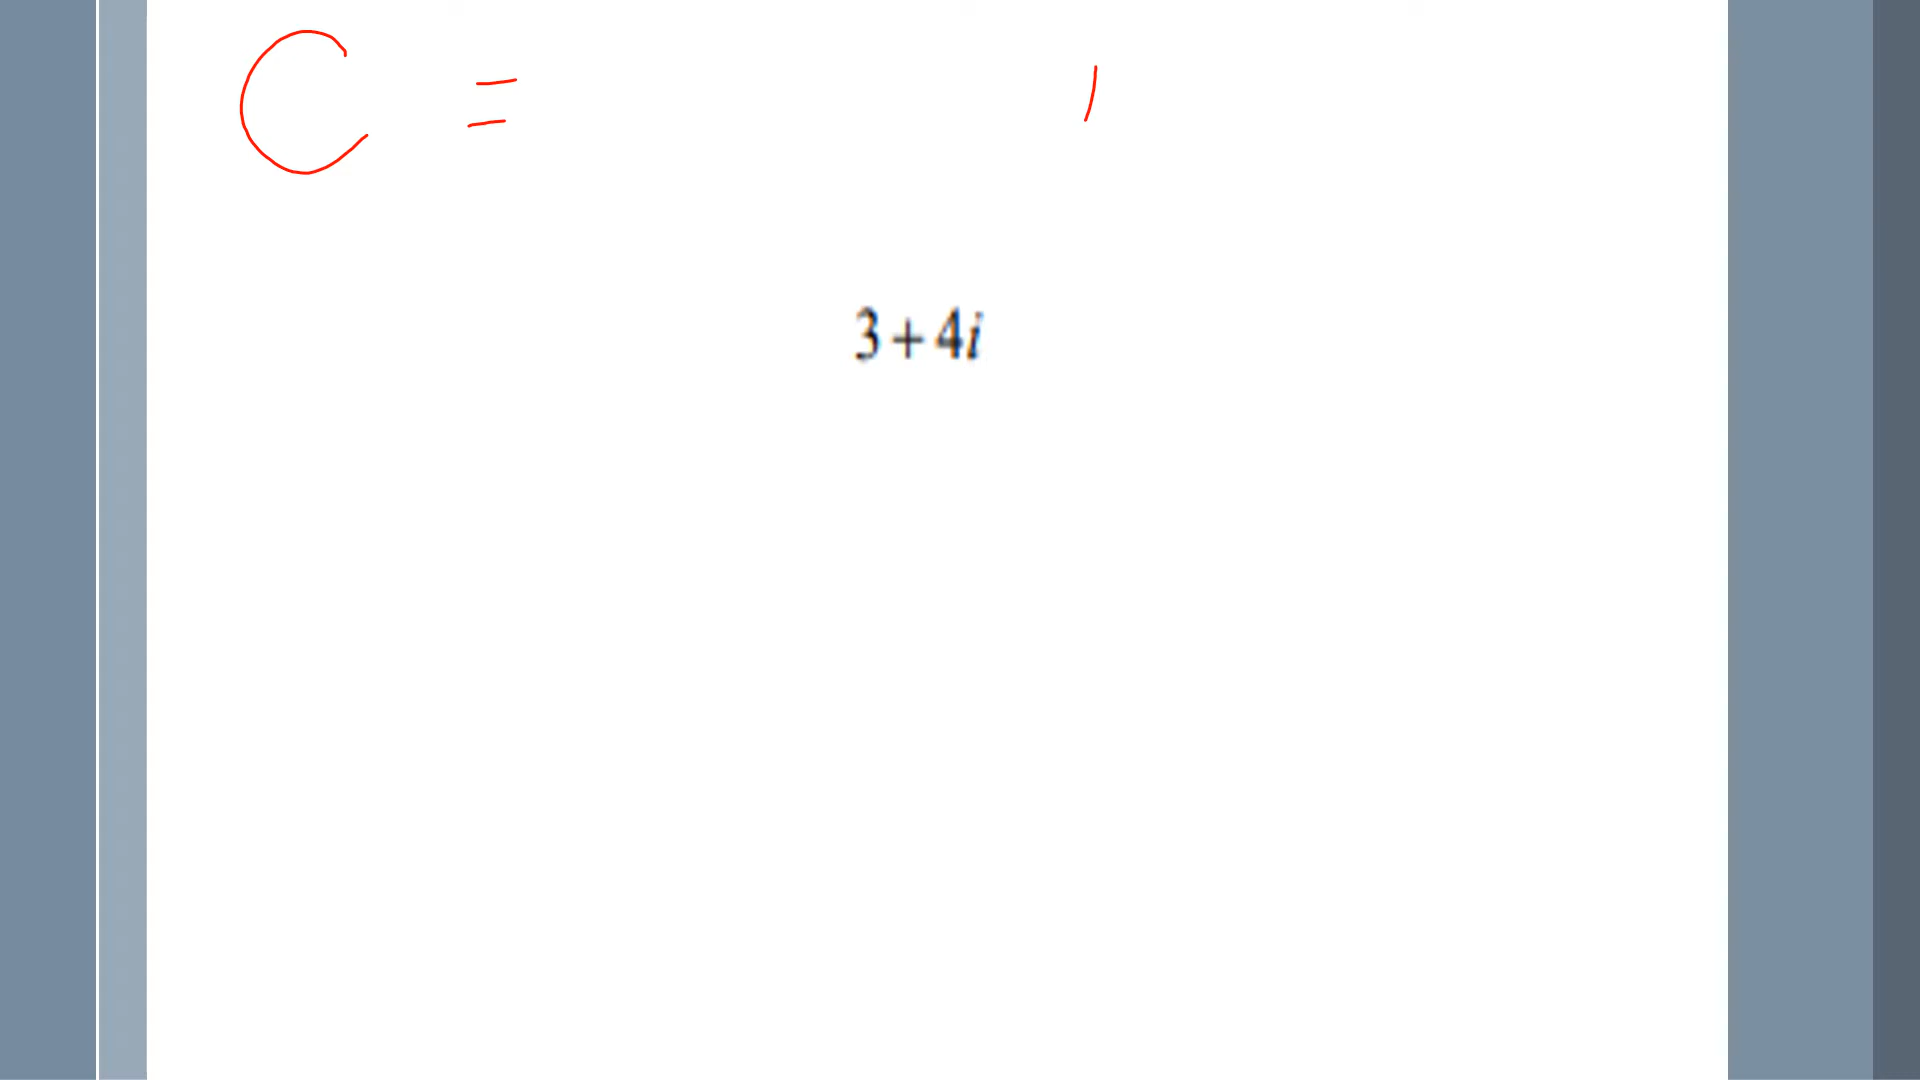 C = ,
3+4i